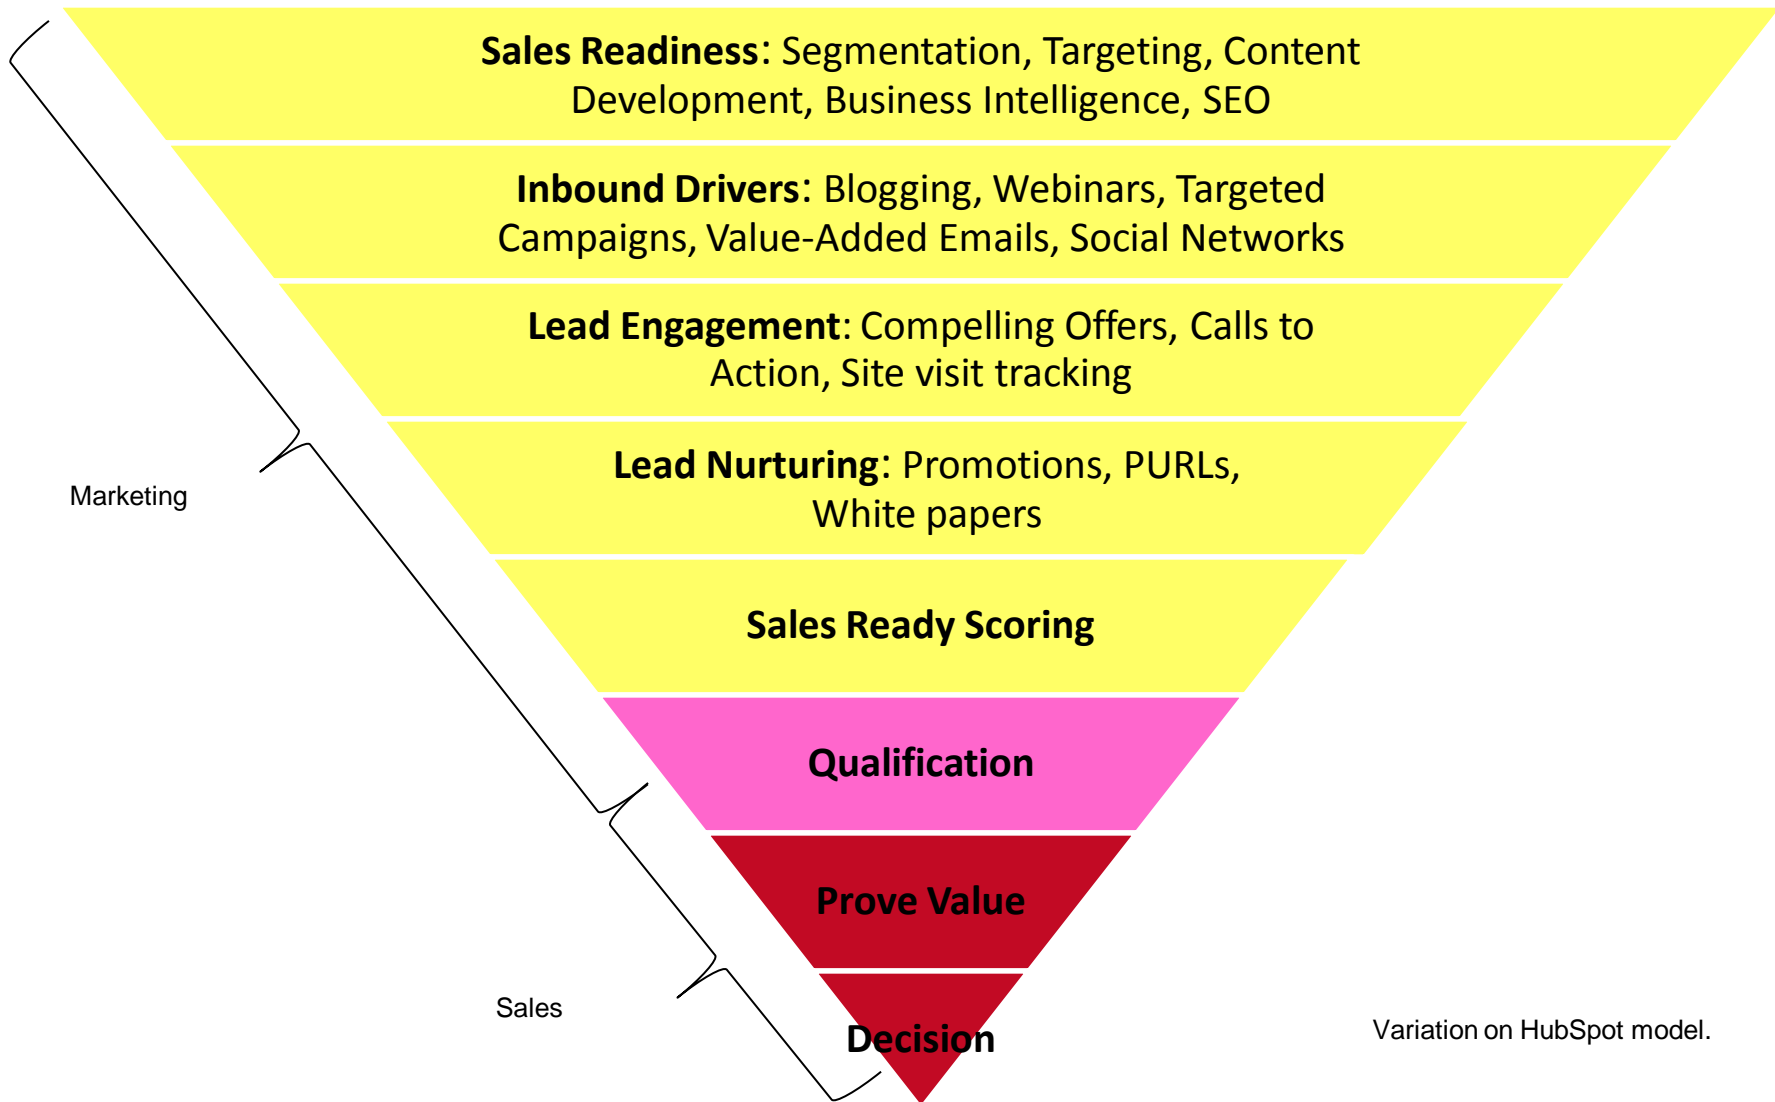 Sales Readiness: Segmentation, Targeting, Content
Development, Business Intelligence, SEO
Inbound Drivers: Blogging, Webinars, Targeted
Campaigns, Value-Added Emails, Social Networks
Lead Engagement: Compelling Offers, Calls to
Action, Site visit tracking
Lead Nurturing: Promotions, PURLs,
White papers
Marketing
Sales Ready Scoring
Qualification
Prove Value
Sales
Decision
Variation on HubSpot model.